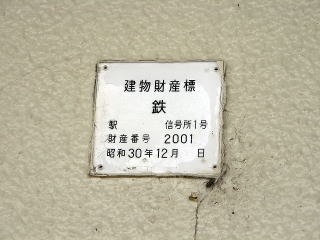 建物財産標
鉄
駅 信号所1号
財産番号 2001
昭和30年12月 日